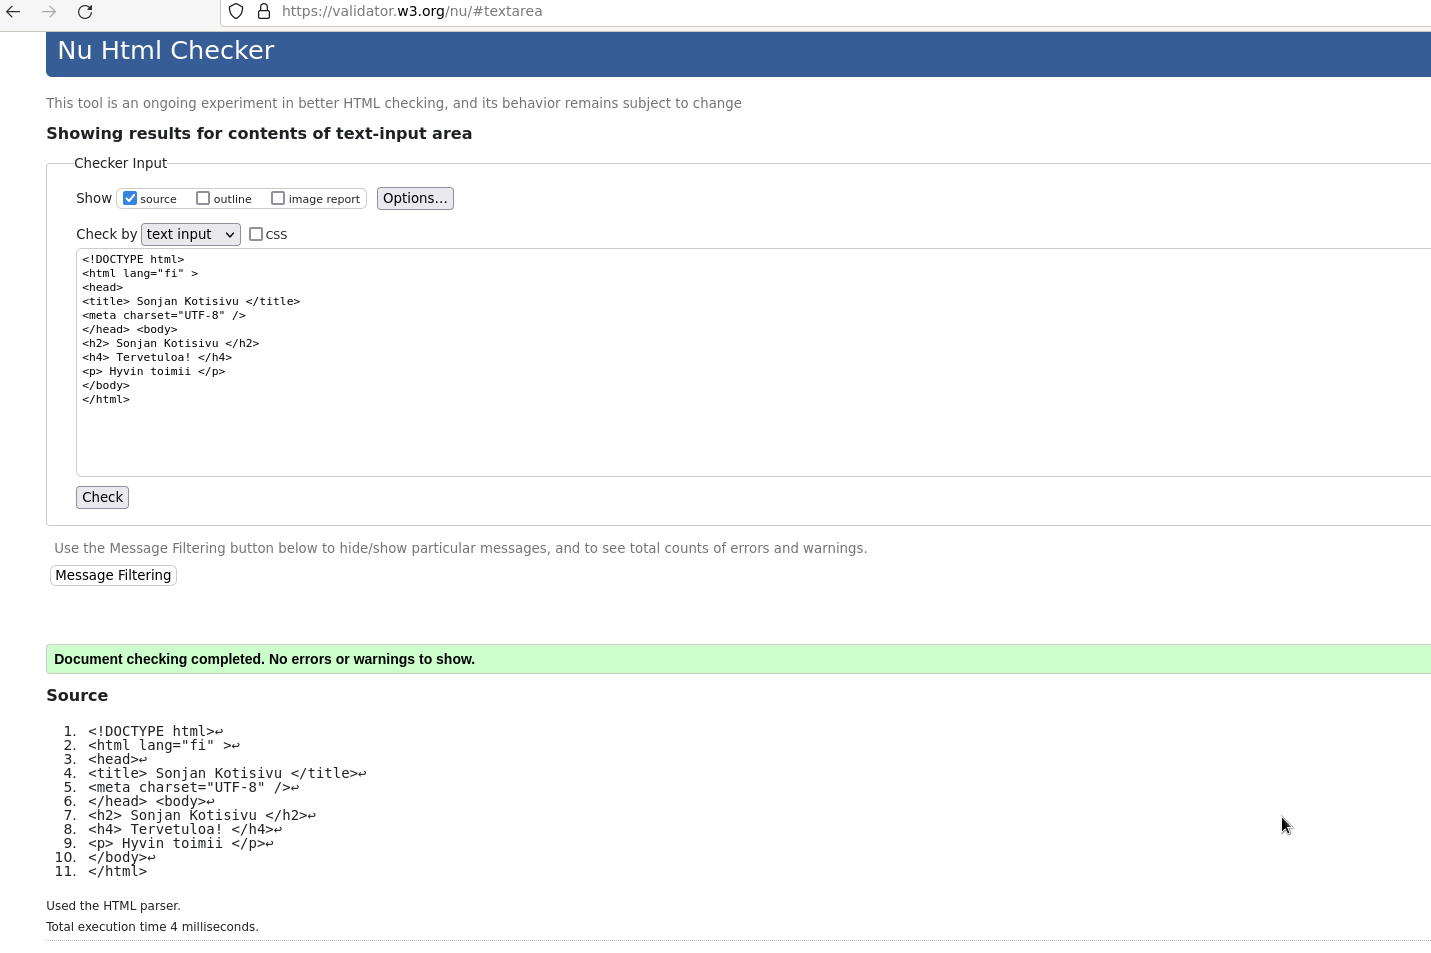 https://validator.w3.org/nu/#textarea
Nu Html Checker
This tool is an ongoing experiment in better HTML checking, and its behavior remains subject to change
Showing results for contents of text-input area
Checker Input
Show source outline image report Options...
Check by text input CSS
<!DOCTYPE html>
<html lang="fi" >
<head>
<title> Sonjan Kotisivu </title>
<meta charset="UTF-8" />
</head> <body>
<h2> Sonjan Kotisivu </h2>
<h4> Tervetuloa! </h4>
<p> Hyvin toimii </p>
</body>
</html>
Check
Use the Message Filtering button below to hide/show particular messages, and to see total counts of errors and warnings.
Message Filtering
Document checking completed. No errors or warnings to show.
Source
1. <!DOCTYPE html>↩
2. <html lang="fi" >↩
3. <head>↩
4. <title> Sonjan Kotisivu </title>↩
5. <meta charset="UTF-8" />↩
6. </head> <body>↩
7. <h2> Sonjan Kotisivu </h2>↩
8. <h4> Tervetuloa! </h4>↩
9. <p> Hyvin toimii </p>↩
10. </body>↩
11. </html>
Used the HTML parser.
Total execution time 4 milliseconds.